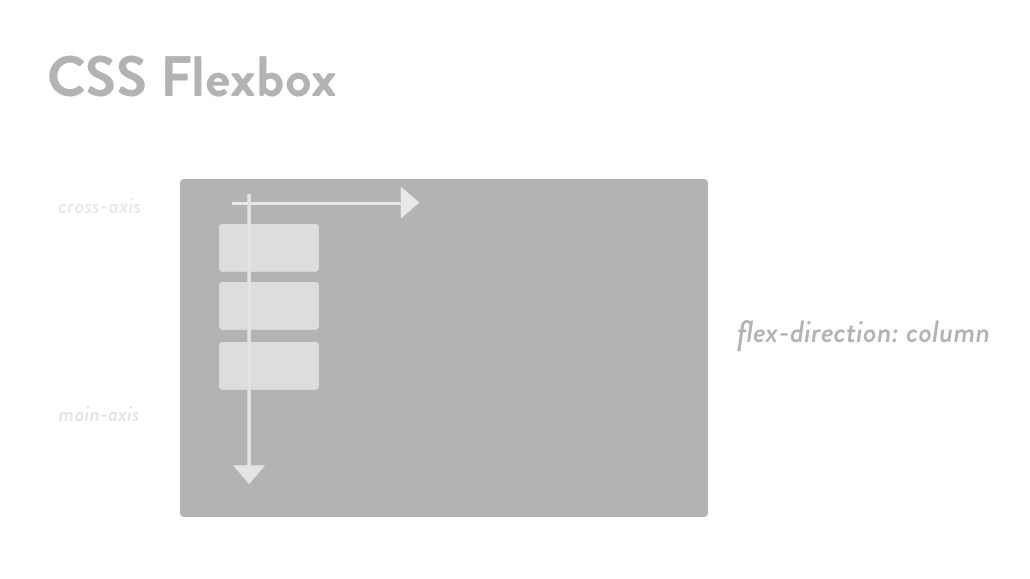 CSS Flexbox
cross-axis
flex-direction: column
main-axis